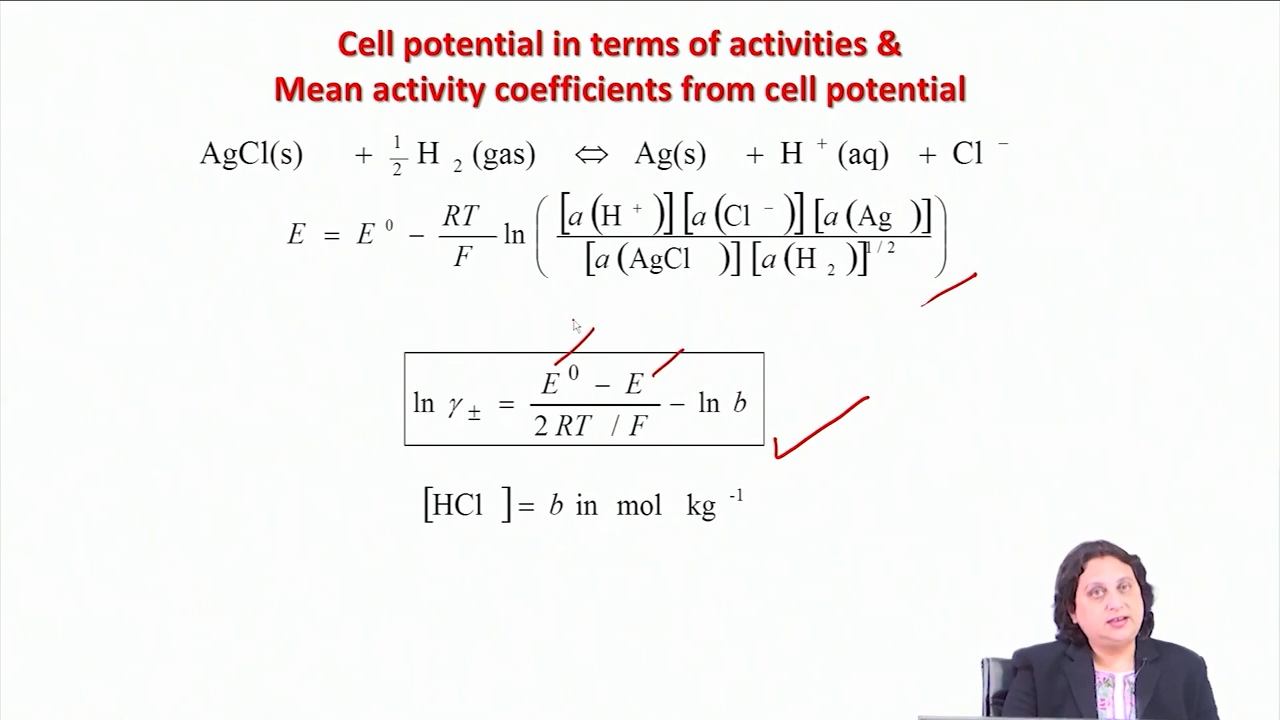 Cell potential in terms of activities &
Mean activity coefficients from cell potential
AgCl(s) + 1/2 H2 (gas) ⇔ Ag(s) + H+ (aq) + Cl−
E = E0 − RT/F ln ( [a(H+)][a(Cl−)][a(Ag)] / [a(AgCl)][a(H2)]1/2 )
ln γ± = E0 − E / 2RT/F − ln b
[HCl] = b in mol kg-1